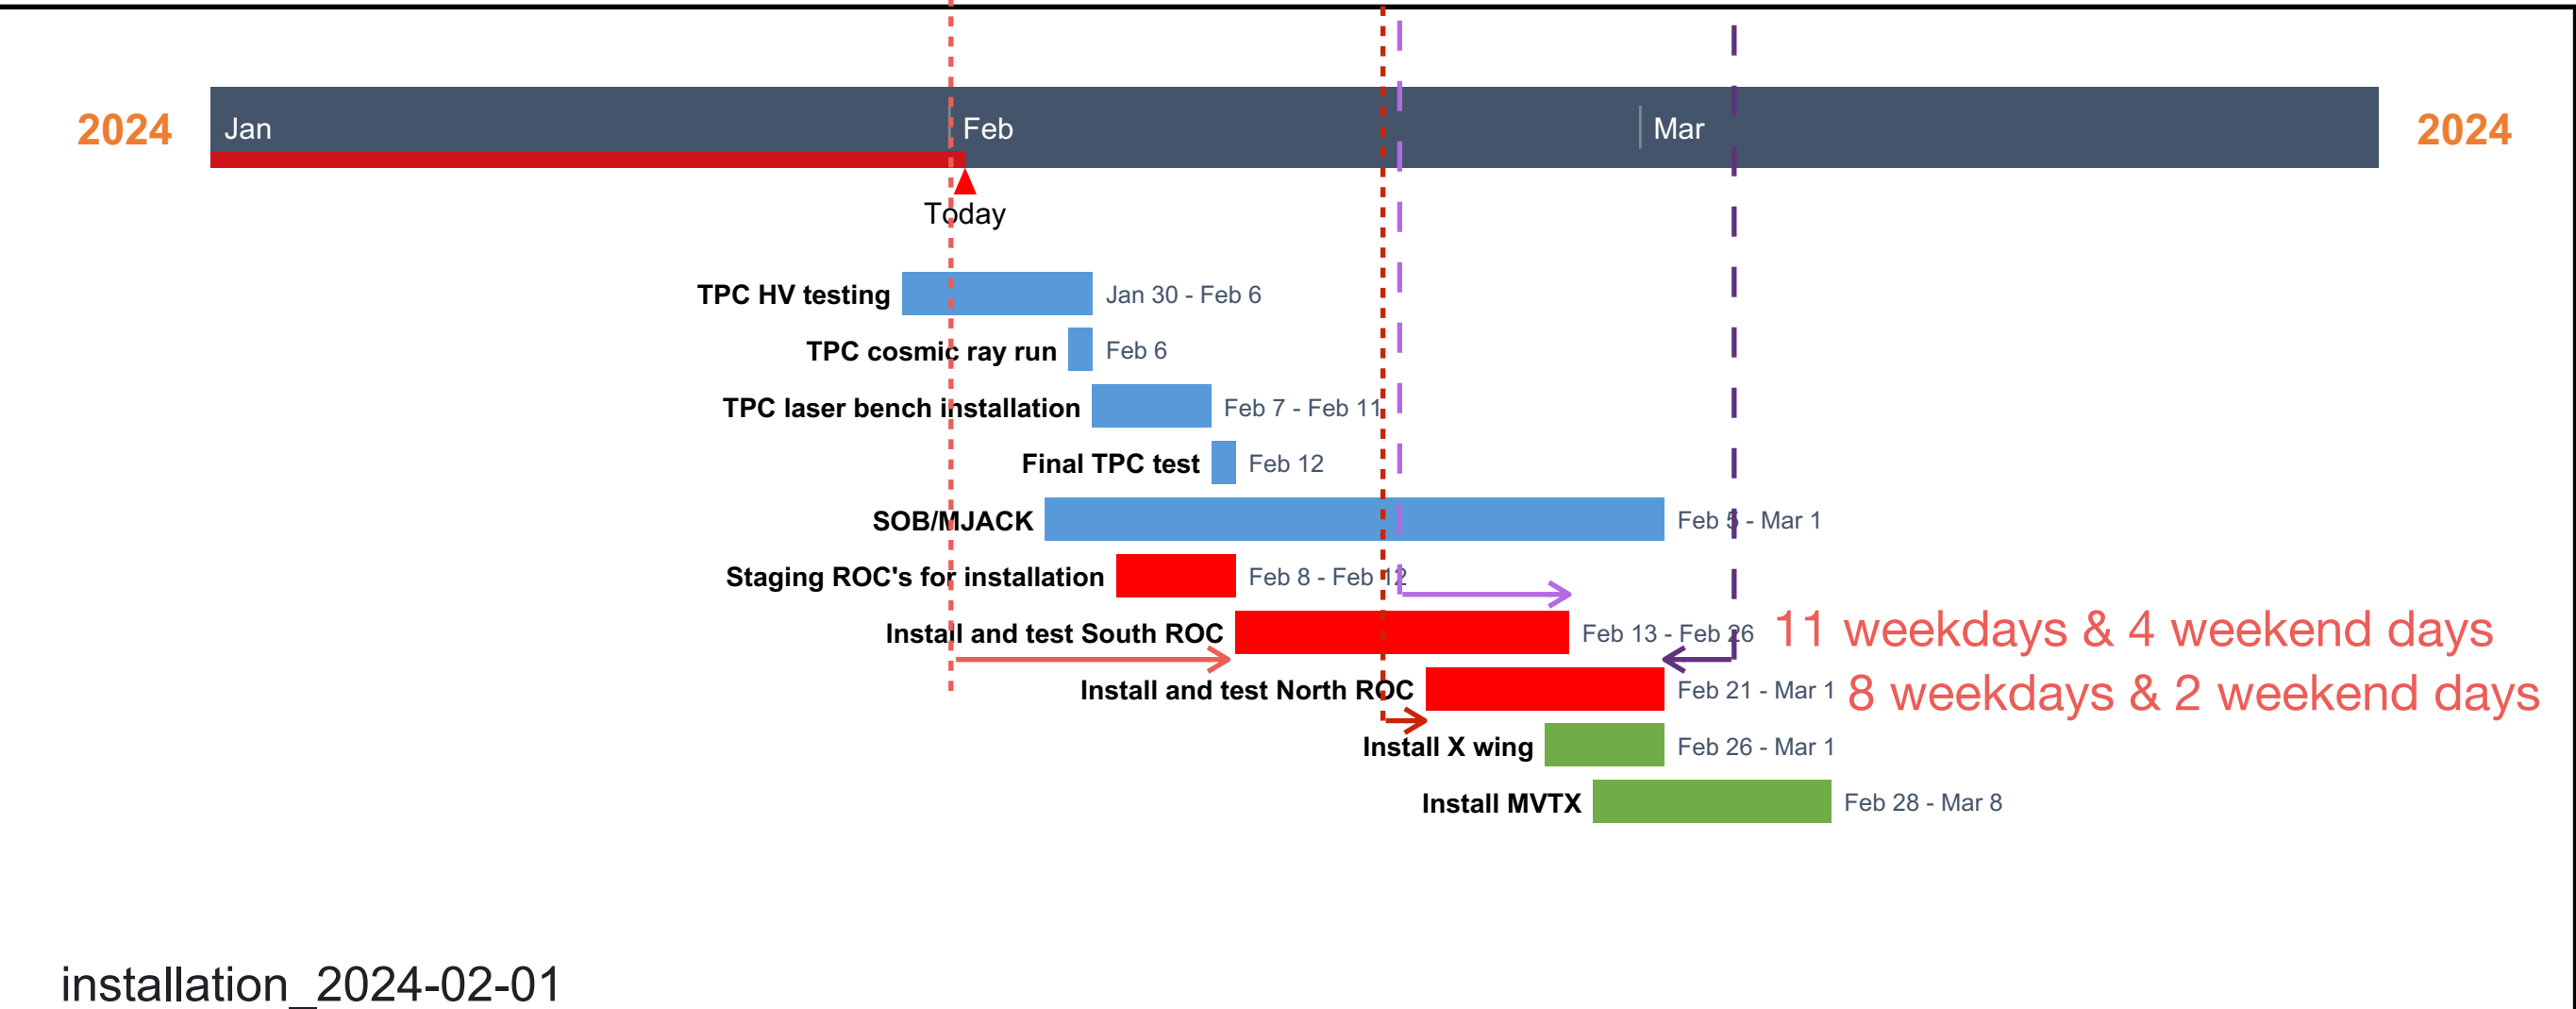 2024 Jan Feb Mar 2024
Today
TPC HV testing Jan 30 - Feb 6
TPC cosmic ray run Feb 6
TPC laser bench installation Feb 7 - Feb 11
Final TPC test Feb 12
SOB/MJACK Feb 5 - Mar 1
Staging ROC's for installation Feb 8 - Feb 12
Install and test South ROC Feb 13 - Feb 26 11 weekdays & 4 weekend days
Install and test North ROC Feb 21 - Mar 1 8 weekdays & 2 weekend days
Install X wing Feb 26 - Mar 1
Install MVTX Feb 28 - Mar 8
installation_2024-02-01